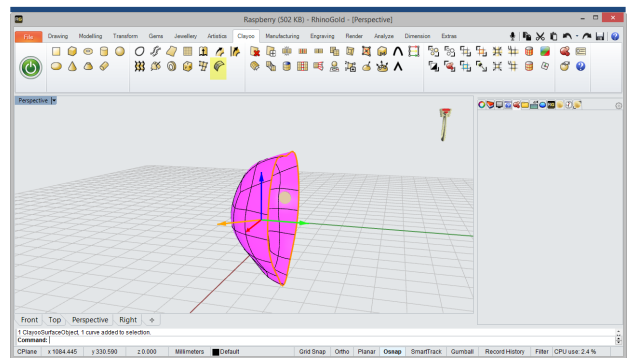 Raspberry (502 KB) - RhinoGold - [Perspective]
File Drawing Modelling Transform Gems Jewellery Artistics Clayoo Manufacturing Engraving Render Analyze Dimension Extras
Perspective
Front Top Perspective Right
1 ClayooSurfaceObject, 1 curve added to selection.
Command:
CPlane x 1084.445 y 330.590 z 0.000 Millimeters Default Grid Snap Ortho Planar Osnap SmartTrack Gumball Record History Filter CPU use: 2.4 %